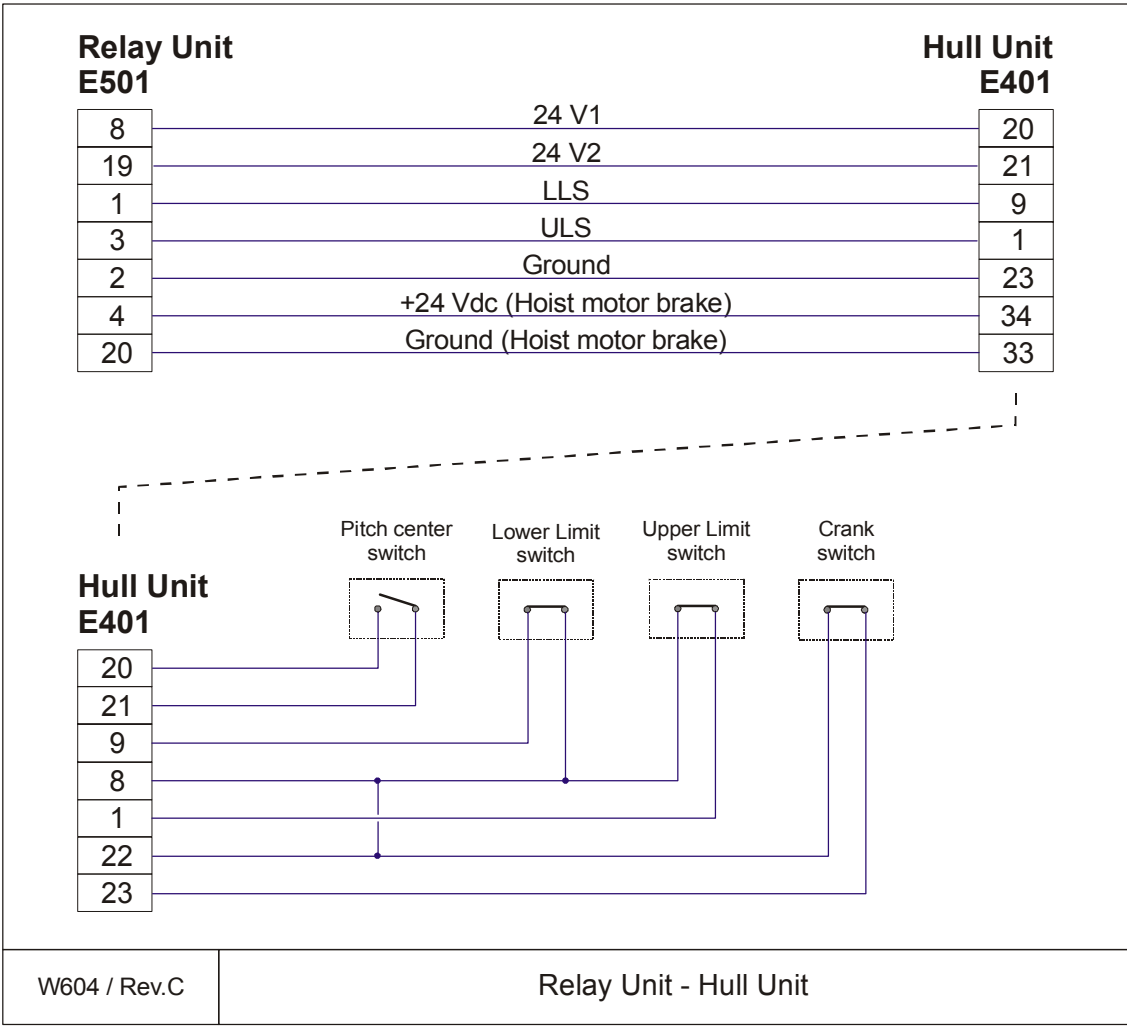 Relay Unit
E501
Hull Unit
E401
8 24 V1 20
19 24 V2 21
1 LLS 9
3 ULS 1
2 Ground 23
4 +24 Vdc (Hoist motor brake) 34
20 Ground (Hoist motor brake) 33
Pitch center
switch
Lower Limit
switch
Upper Limit
switch
Crank
switch
Hull Unit
E401
20
21
9
8
1
22
23
W604 / Rev.C
Relay Unit - Hull Unit